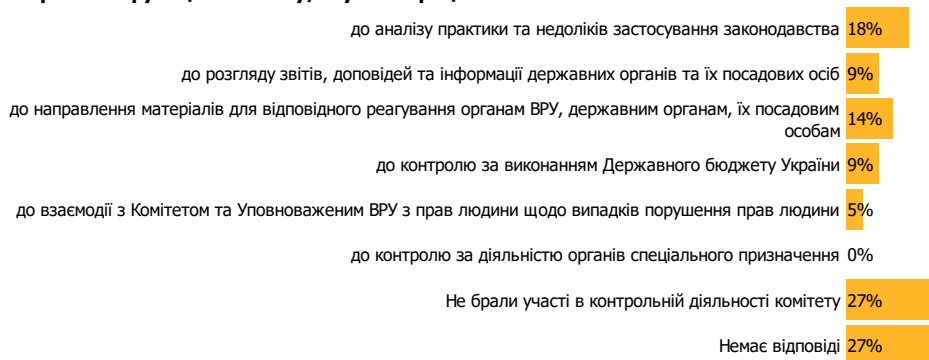 до аналізу практики та недоліків застосування законодавства 18%
до розгляду звітів, доповідей та інформації державних органів та їх посадових осіб 9%
до направлення матеріалів для відповідного реагування органам ВРУ, державним органам, їх посадовим
особам 14%
до контролю за виконанням Державного бюджету України 9%
до взаємодії з Комітетом та Уповноваженим ВРУ з прав людини щодо випадків порушення прав людини 5%
до контролю за діяльністю органів спеціального призначення 0%
Не брали участі в контрольній діяльності комітету 27%
Немає відповіді 27%